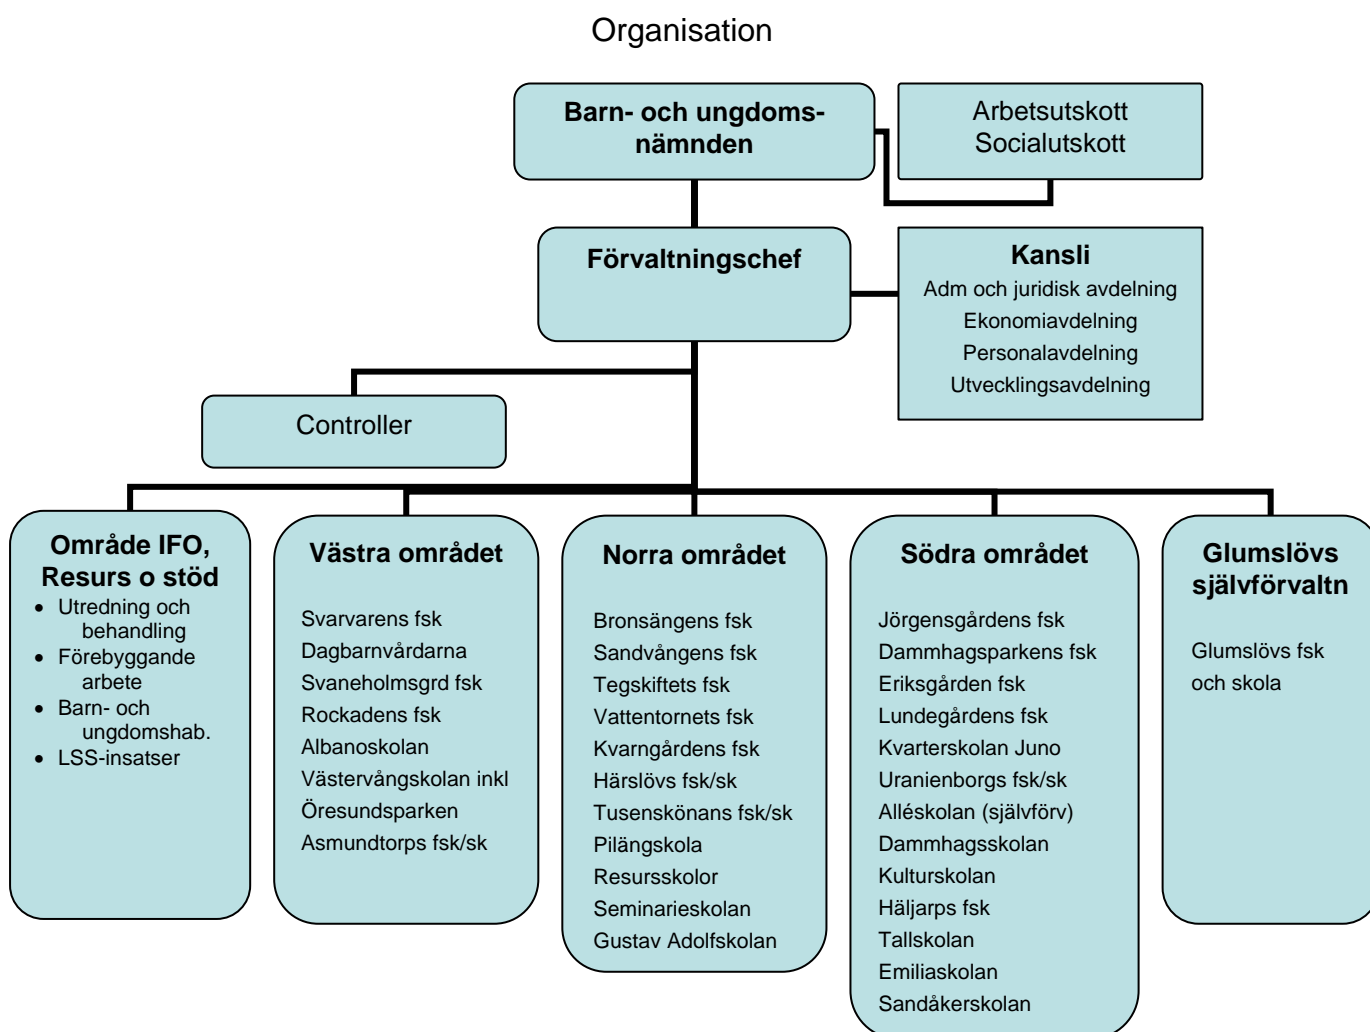 Organisation
Barn- och ungdoms-
nämnden
Arbetsutskott
Socialutskott
Förvaltningschef
Kansli
Adm och juridisk avdelning
Ekonomiavdelning
Personalavdelning
Utvecklingsavdelning
Controller
Område IFO,
Resurs o stöd
• Utredning och
behandling
• Förebyggande
arbete
• Barn- och
ungdomshab.
• LSS-insatser
Västra området
Svarvarens fsk
Dagbarnvårdarna
Svaneholmsgrd fsk
Rockadens fsk
Albanoskolan
Västervångskolan inkl
Öresundsparken
Asmundtorps fsk/sk
Norra området
Bronsängens fsk
Sandvångens fsk
Tegskiftets fsk
Vattentornets fsk
Kvarngårdens fsk
Härslövs fsk/sk
Tusenskönans fsk/sk
Pilängskola
Resursskolor
Seminarieskolan
Gustav Adolfskolan
Södra området
Jörgensgårdens fsk
Dammhagsparkens fsk
Eriksgården fsk
Lundegårdens fsk
Kvarterskolan Juno
Uranienborgs fsk/sk
Alléskolan (självförv)
Dammhagsskolan
Kulturskolan
Häljarps fsk
Tallskolan
Emiliaskolan
Sandåkerskolan
Glumslövs
självförvaltn
Glumslövs fsk
och skola